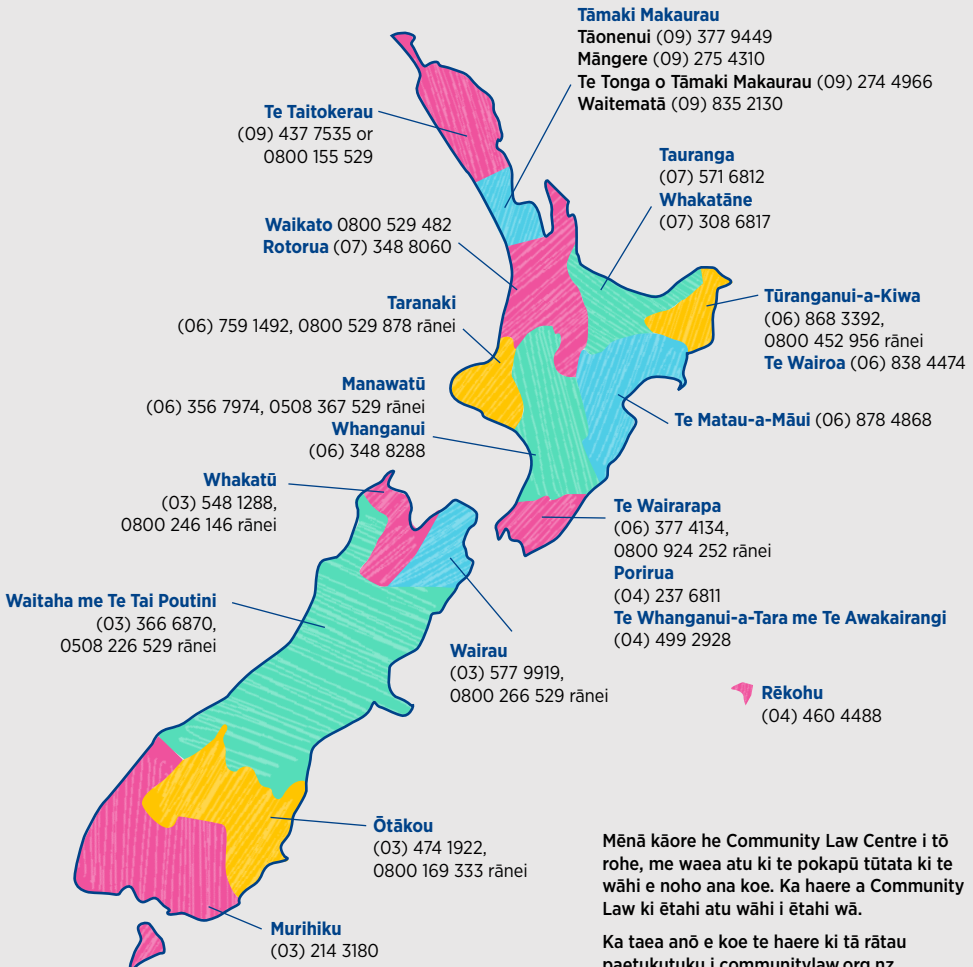 Tāmaki Makaurau
Tāonenui (09) 377 9449
Māngere (09) 275 4310
Te Tonga o Tāmaki Makaurau (09) 274 4966
Waitematā (09) 835 2130
Te Taitokerau
(09) 437 7535 or
0800 155 529
Tauranga
(07) 571 6812
Whakatāne
(07) 308 6817
Waikato 0800 529 482
Rotorua (07) 348 8060
Taranaki
(06) 759 1492, 0800 529 878 rānei
Tūranganui-a-Kiwa
(06) 868 3392,
0800 452 956 rānei
Te Wairoa (06) 838 4474
Manawatū
(06) 356 7974, 0508 367 529 rānei
Whanganui
(06) 348 8288
Te Matau-a-Māui (06) 878 4868
Whakatū
(03) 548 1288,
0800 246 146 rānei
Te Wairarapa
(06) 377 4134,
0800 924 252 rānei
Porirua
(04) 237 6811
Te Whanganui-a-Tara me Te Awakairangi
(04) 499 2928
Waitaha me Te Tai Poutini
(03) 366 6870,
0508 226 529 rānei
Wairau
(03) 577 9919,
0800 266 529 rānei
Rēkohu
(04) 460 4488
Ōtākou
(03) 474 1922,
0800 169 333 rānei
Murihiku
(03) 214 3180
Mēnā kāore he Community Law Centre i tō
rohe, me waea atu ki te pokapū tūtata ki te
wāhi e noho ana koe. Ka haere a Community
Law ki ētahi atu wāhi i ētahi wā.
Ka taea anō e koe te haere ki tā rātau
paetukutuku i communitylaw.org.nz